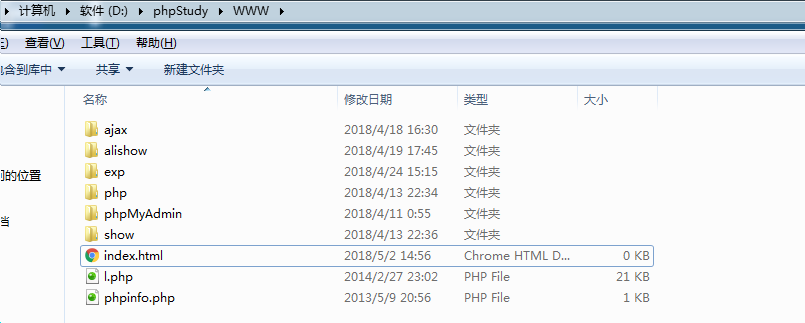 计算机 软件 (D:) phpStudy WWW
查看(V) 工具(T) 帮助(H)
含到库中 共享 新建文件夹
名称 修改日期 类型 大小
ajax 2018/4/18 16:30 文件夹
alishow 2018/4/19 17:45 文件夹
exp 2018/4/24 15:15 文件夹
的位置
php 2018/4/13 22:34 文件夹
phpMyAdmin 2018/4/11 0:55 文件夹
档
show 2018/4/13 22:36 文件夹
index.html 2018/5/2 14:56 Chrome HTML D... 0 KB
l.php 2014/2/27 23:02 PHP File 21 KB
phpinfo.php 2013/5/9 20:56 PHP File 1 KB